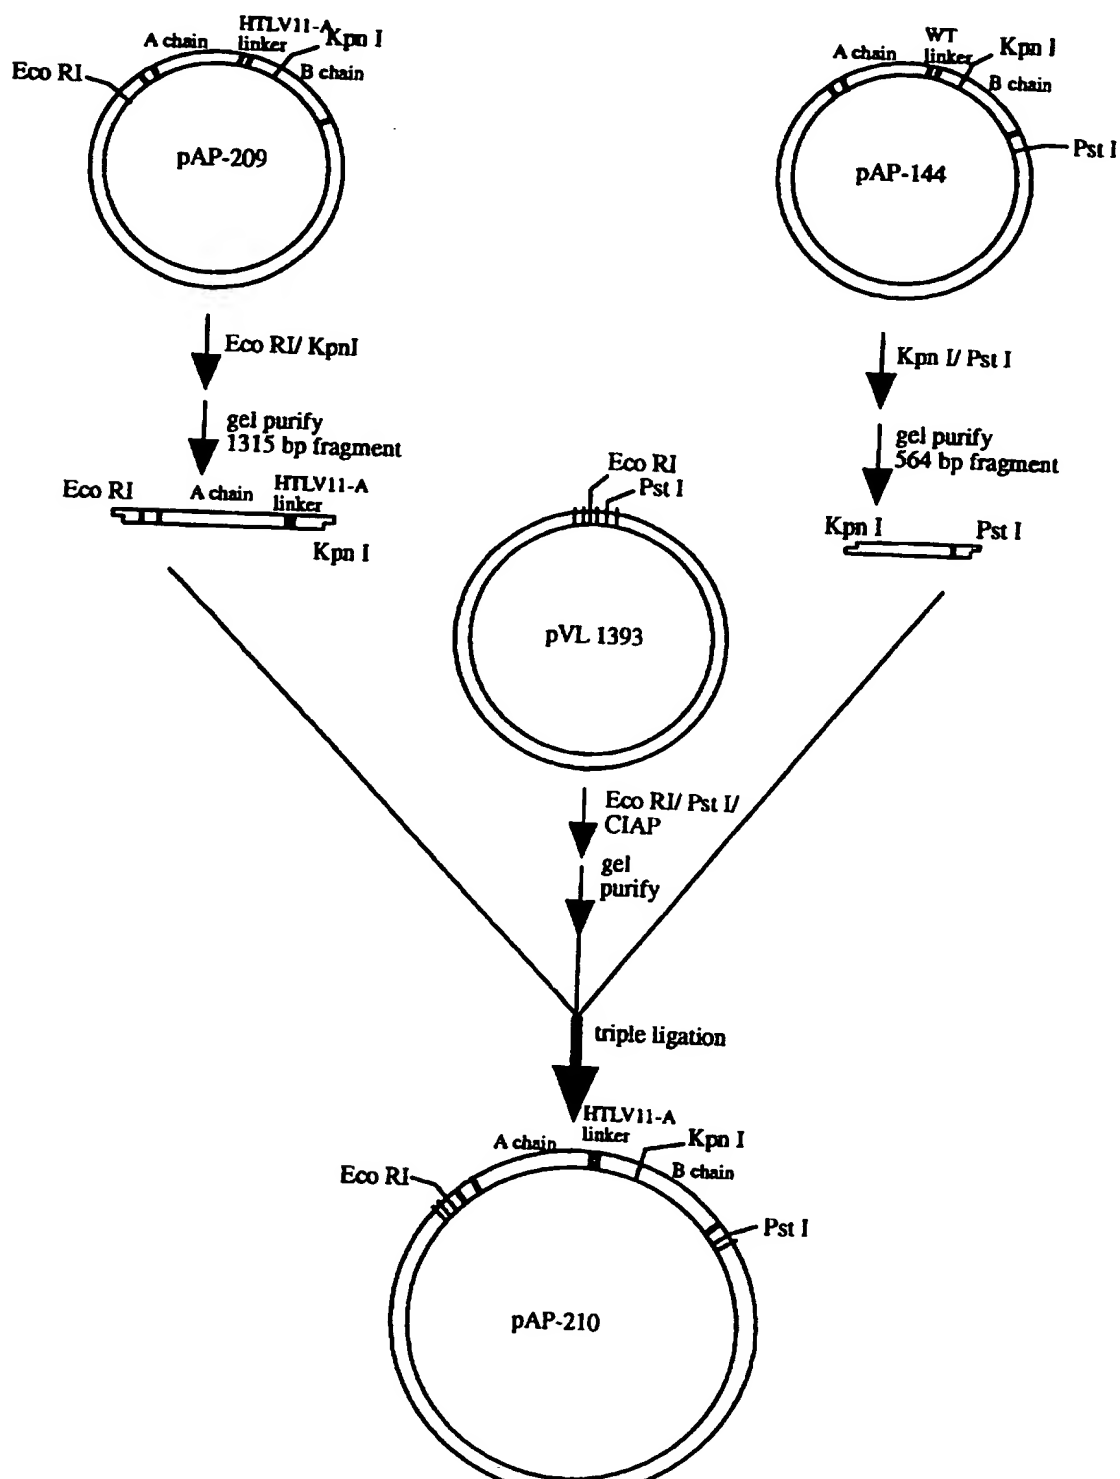 A chain
HTLV11-A
linker
Kpn I
Eco RI
B chain
pAP-209
Eco RI/ KpnI
gel purify
1315 bp fragment
Eco RI
A chain
HTLV11-A
linker
Kpn I
A chain
WT
linker
Kpn I
B chain
Pst I
pAP-144
Kpn I/ Pst I
gel purify
564 bp fragment
Kpn I
Pst I
Eco RI
Pst I
pVL 1393
Eco RI/ Pst I/
CIAP
gel
purify
triple ligation
HTLV11-A
linker
A chain
Kpn I
B chain
Eco RI
Pst I
pAP-210